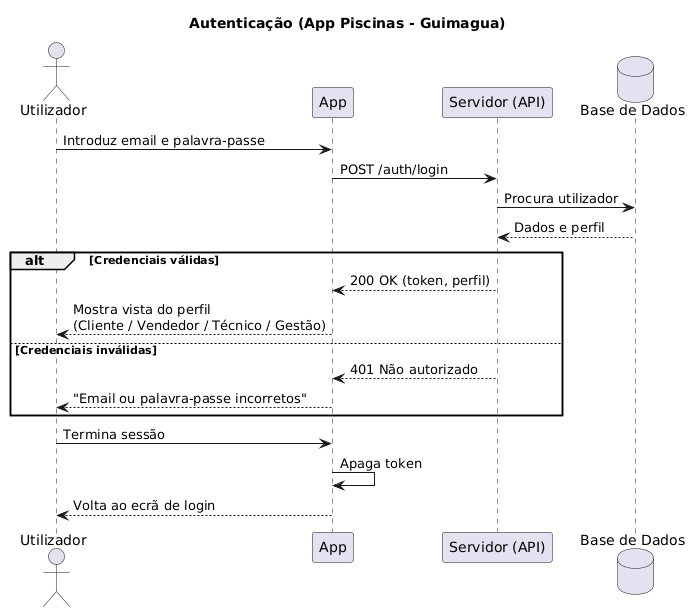 Autenticação (App Piscinas - Guimagua)
Utilizador
App
Servidor (API)
Base de Dados
Introduz email e palavra-passe
POST /auth/login
Procura utilizador
Dados e perfil
alt
[Credenciais válidas]
200 OK (token, perfil)
Mostra vista do perfil
(Cliente / Vendedor / Técnico / Gestão)
[Credenciais inválidas]
401 Não autorizado
"Email ou palavra-passe incorretos"
Termina sessão
Apaga token
Volta ao ecrã de login
Utilizador
App
Servidor (API)
Base de Dados